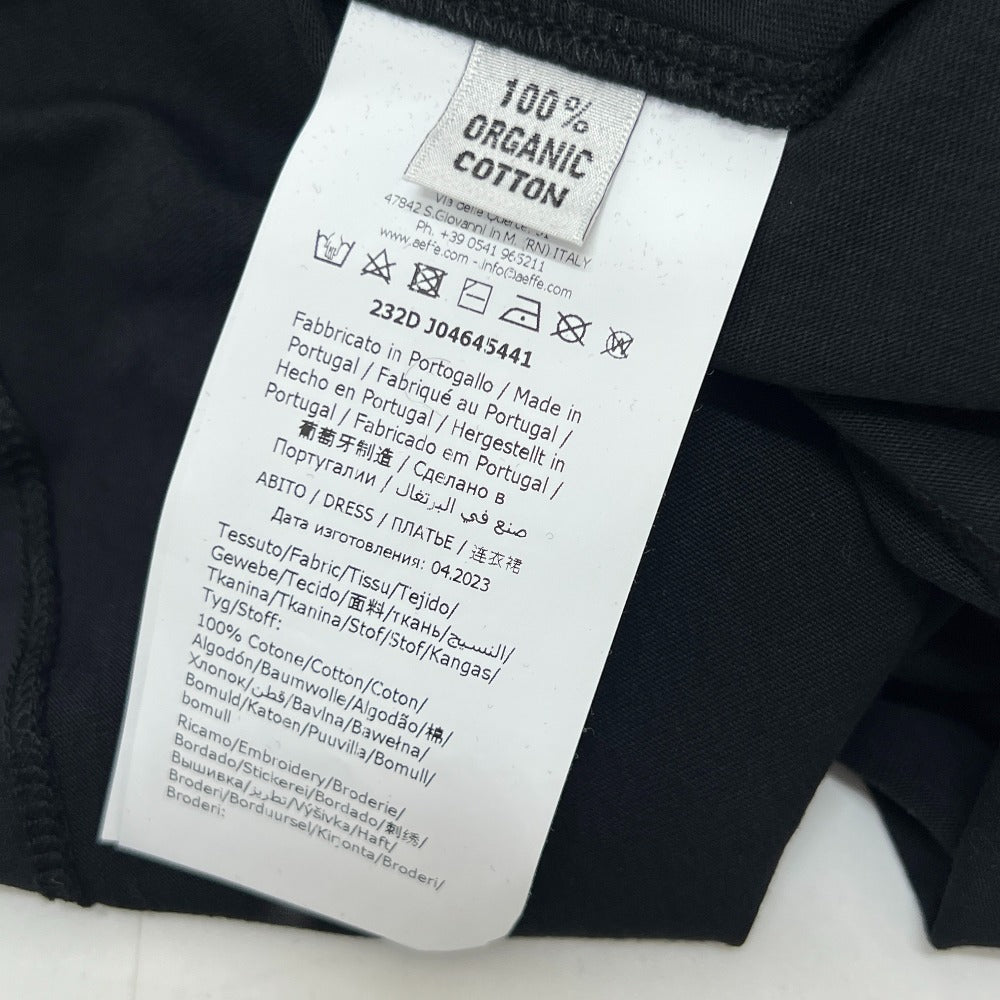 100%
ORGANIC
COTTON
Via delle Querce, 51
47842 S.Giovanni in M. (RN) ITALY
Ph. +39 0541 965211
www.aeffe.com - info@aeffe.com
232D J04645441
Fabbricato in Portogallo / Made in
Portugal / Fabriqué au Portugal /
Hecho en Portugal / Hergestellt in
Portugal / Fabricado em Portugal /
葡萄牙制造 / Сделано в
Португалии / صنع في البرتغال
ABITO / DRESS / ПЛАТЬЕ / 连衣裙
Дата изготовления: 04.2023
Tessuto/Fabric/Tissu/Tejido/
Gewebe/Tecido/面料/ткань/النسيج/
Tkanina/Tkanina/Stof/Stof/Kangas/
Tyg/Stoff:
100% Cotone/Cotton/Coton/
Algodón/Baumwolle/Algodão/棉/
Хлопок/قطن/Bavlna/Bawełna/
Bomuld/Katoen/Puuvilla/Bomull/
bomull
Ricamo/Embroidery/Broderie/
Bordado/Stickerei/Bordado/刺绣/
Вышивка/تطريز/Výšivka/Haft/
Broderi/Borduursel/Kirjonta/Broderi/
Broderi: